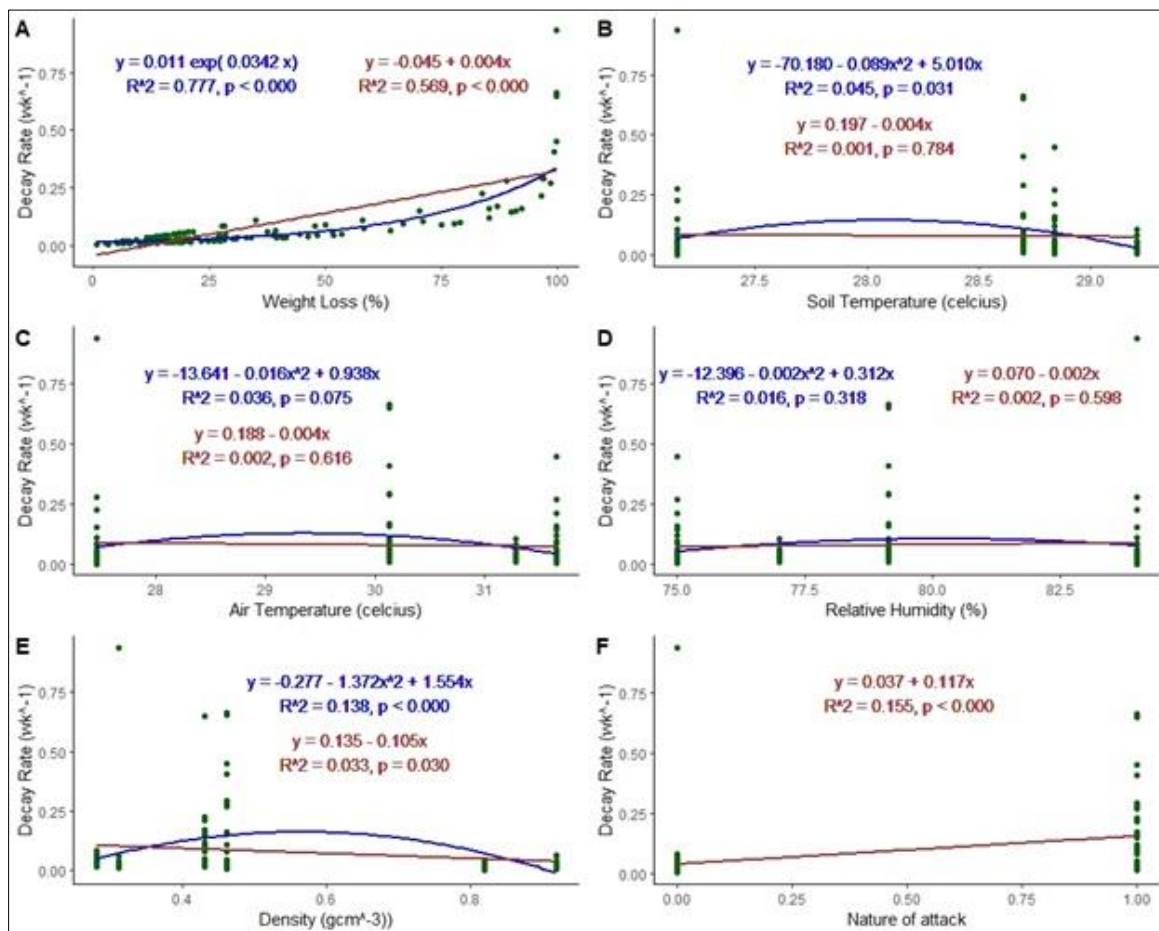 A
y = 0.011 exp( 0.0342 x)
R^2 = 0.777, p < 0.000
y = -0.045 + 0.004x
R^2 = 0.569, p < 0.000
Decay Rate (wk^-1)
0.75
0.50
0.25
0.00
0 25 50 75 100
Weight Loss (%)
B
y = -70.180 - 0.089x^2 + 5.010x
R^2 = 0.045, p = 0.031
y = 0.197 - 0.004x
R^2 = 0.001, p = 0.784
Decay Rate (wk^-1)
0.75
0.50
0.25
0.00
27.5 28.0 28.5 29.0
Soil Temperature (celcius)
C
y = -13.641 - 0.016x^2 + 0.938x
R^2 = 0.036, p = 0.075
y = 0.188 - 0.004x
R^2 = 0.002, p = 0.616
Decay Rate (wk^-1)
0.75
0.50
0.25
0.00
28 29 30 31
Air Temperature (celcius)
D
y = -12.396 - 0.002x^2 + 0.312x
R^2 = 0.016, p = 0.318
y = 0.070 - 0.002x
R^2 = 0.002, p = 0.598
Decay Rate (wk^-1)
0.75
0.50
0.25
0.00
75.0 77.5 80.0 82.5
Relative Humidity (%)
E
y = -0.277 - 1.372x^2 + 1.554x
R^2 = 0.138, p < 0.000
y = 0.135 - 0.105x
R^2 = 0.033, p = 0.030
Decay Rate (wk^-1)
0.75
0.50
0.25
0.00
0.4 0.6 0.8
Density (gcm^-3))
F
y = 0.037 + 0.117x
R^2 = 0.155, p < 0.000
Decay Rate (wk^-1)
0.75
0.50
0.25
0.00
0.00 0.25 0.50 0.75 1.00
Nature of attack